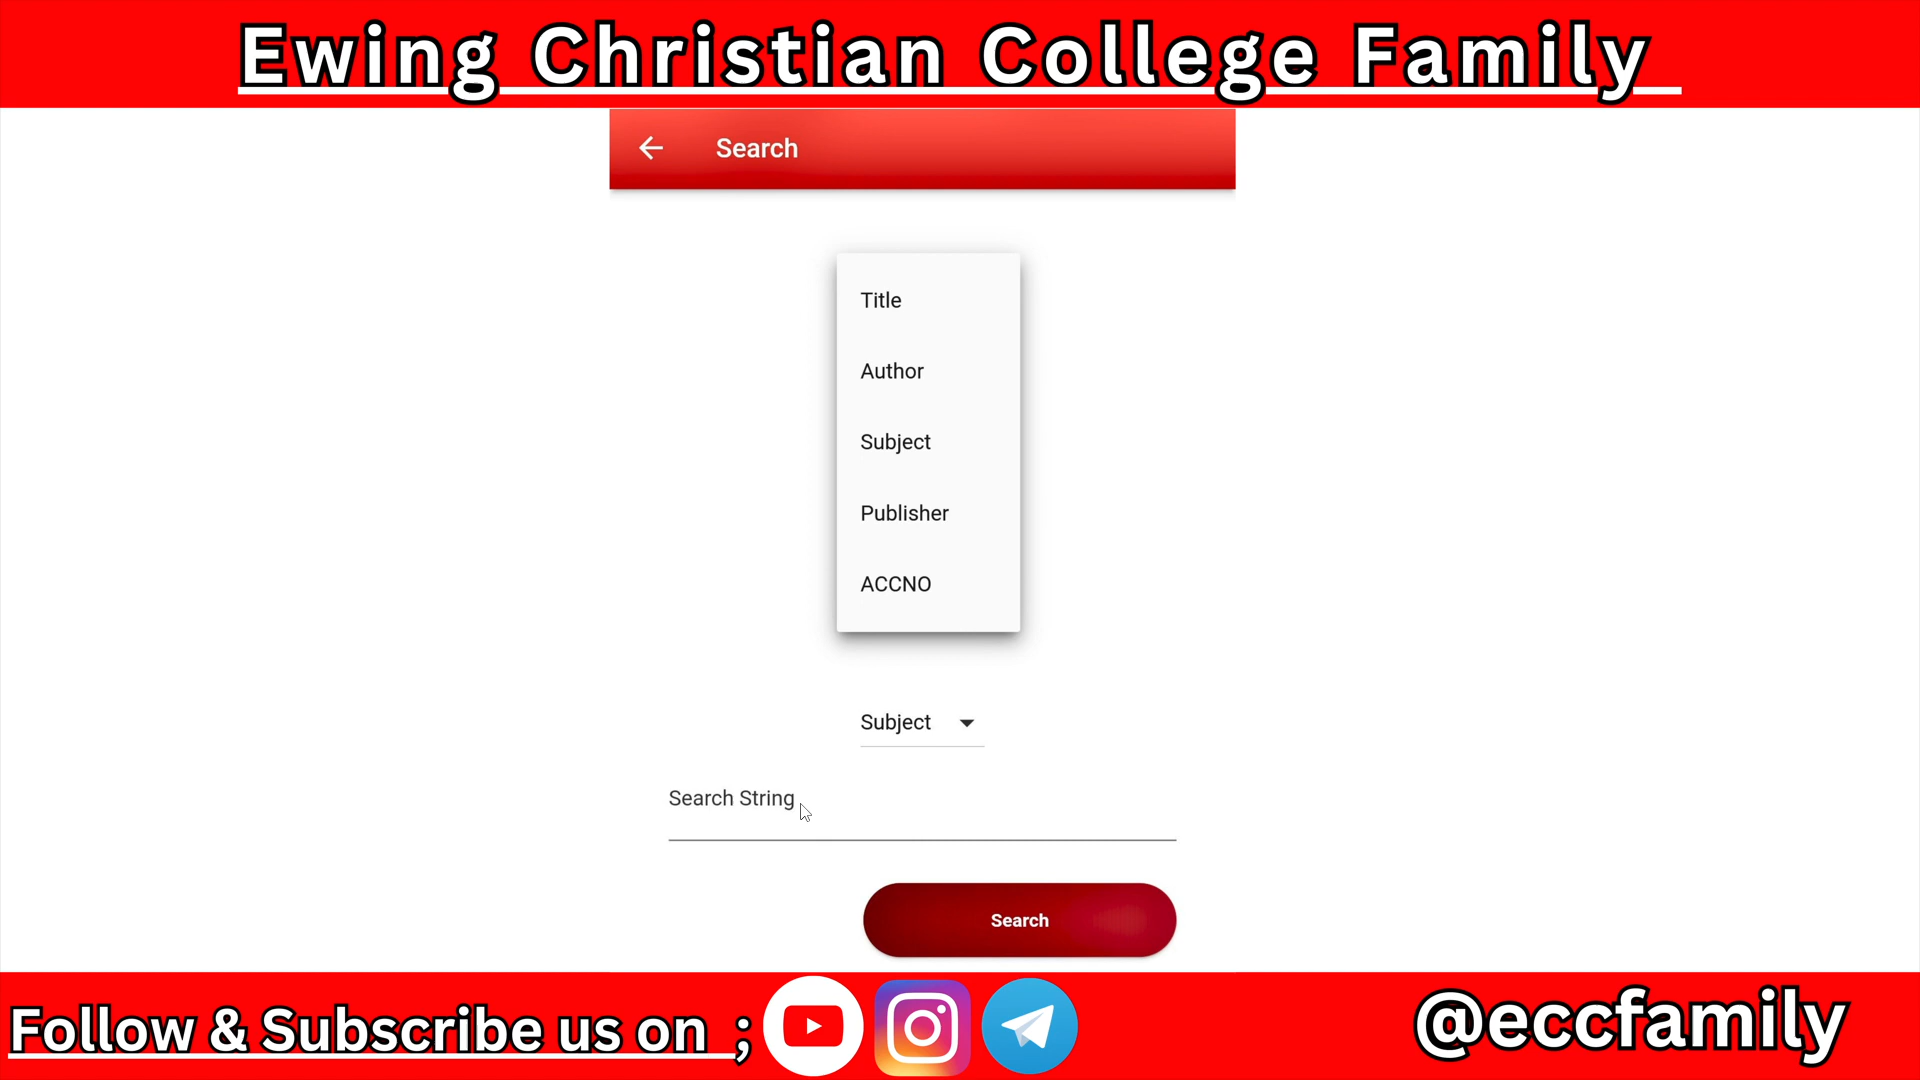 Ewing Christian College Family
Search
Title
Author
Subject
Publisher
ACCNO
Subject
Search String
Search
Follow & Subscribe us on ;
@eccfamily